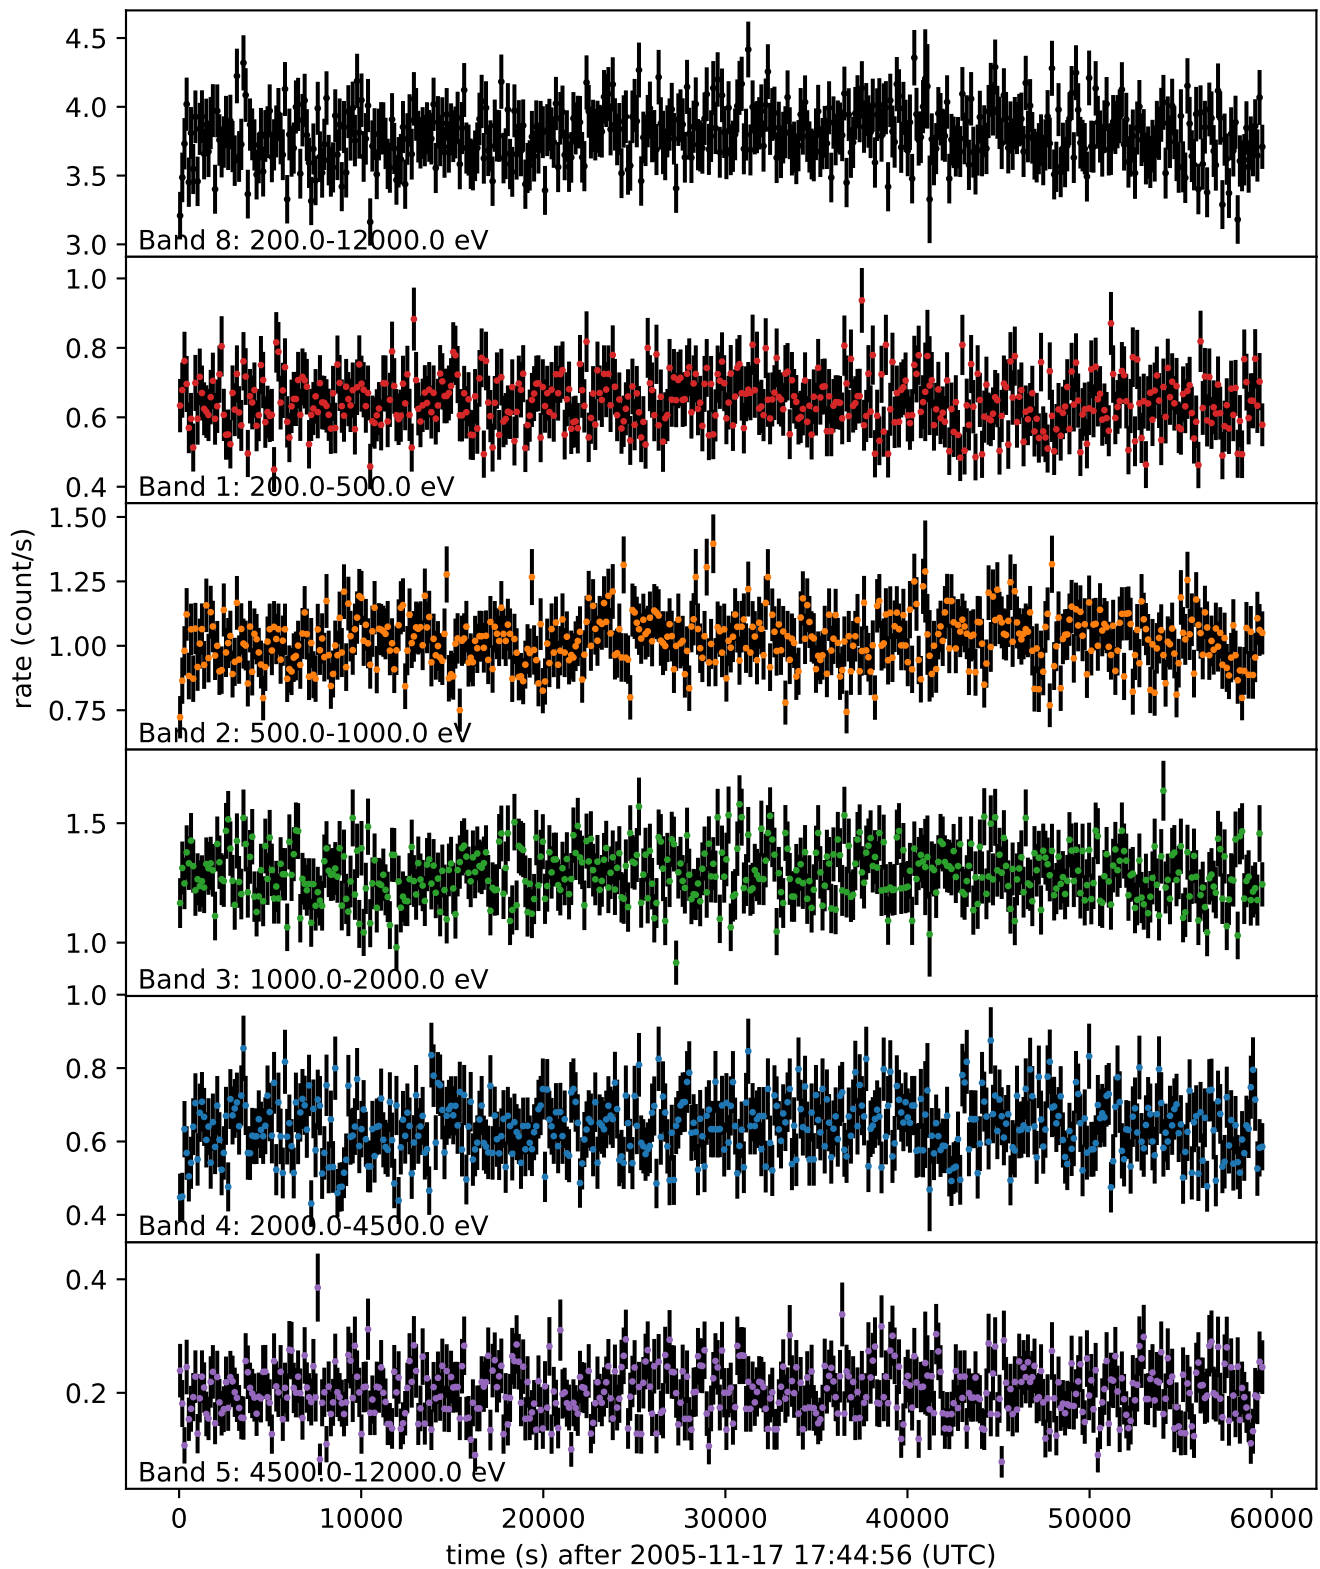 4.5
4.0
3.5
3.0
Band 8: 200.0-12000.0 eV
1.0
0.8
0.6
0.4
Band 1: 200.0-500.0 eV
1.50
1.25
1.00
0.75
Band 2: 500.0-1000.0 eV
rate (count/s)
1.5
1.0
Band 3: 1000.0-2000.0 eV
1.0
0.8
0.6
0.4
Band 4: 2000.0-4500.0 eV
0.4
0.2
Band 5: 4500.0-12000.0 eV
0 10000 20000 30000 40000 50000 60000
time (s) after 2005-11-17 17:44:56 (UTC)